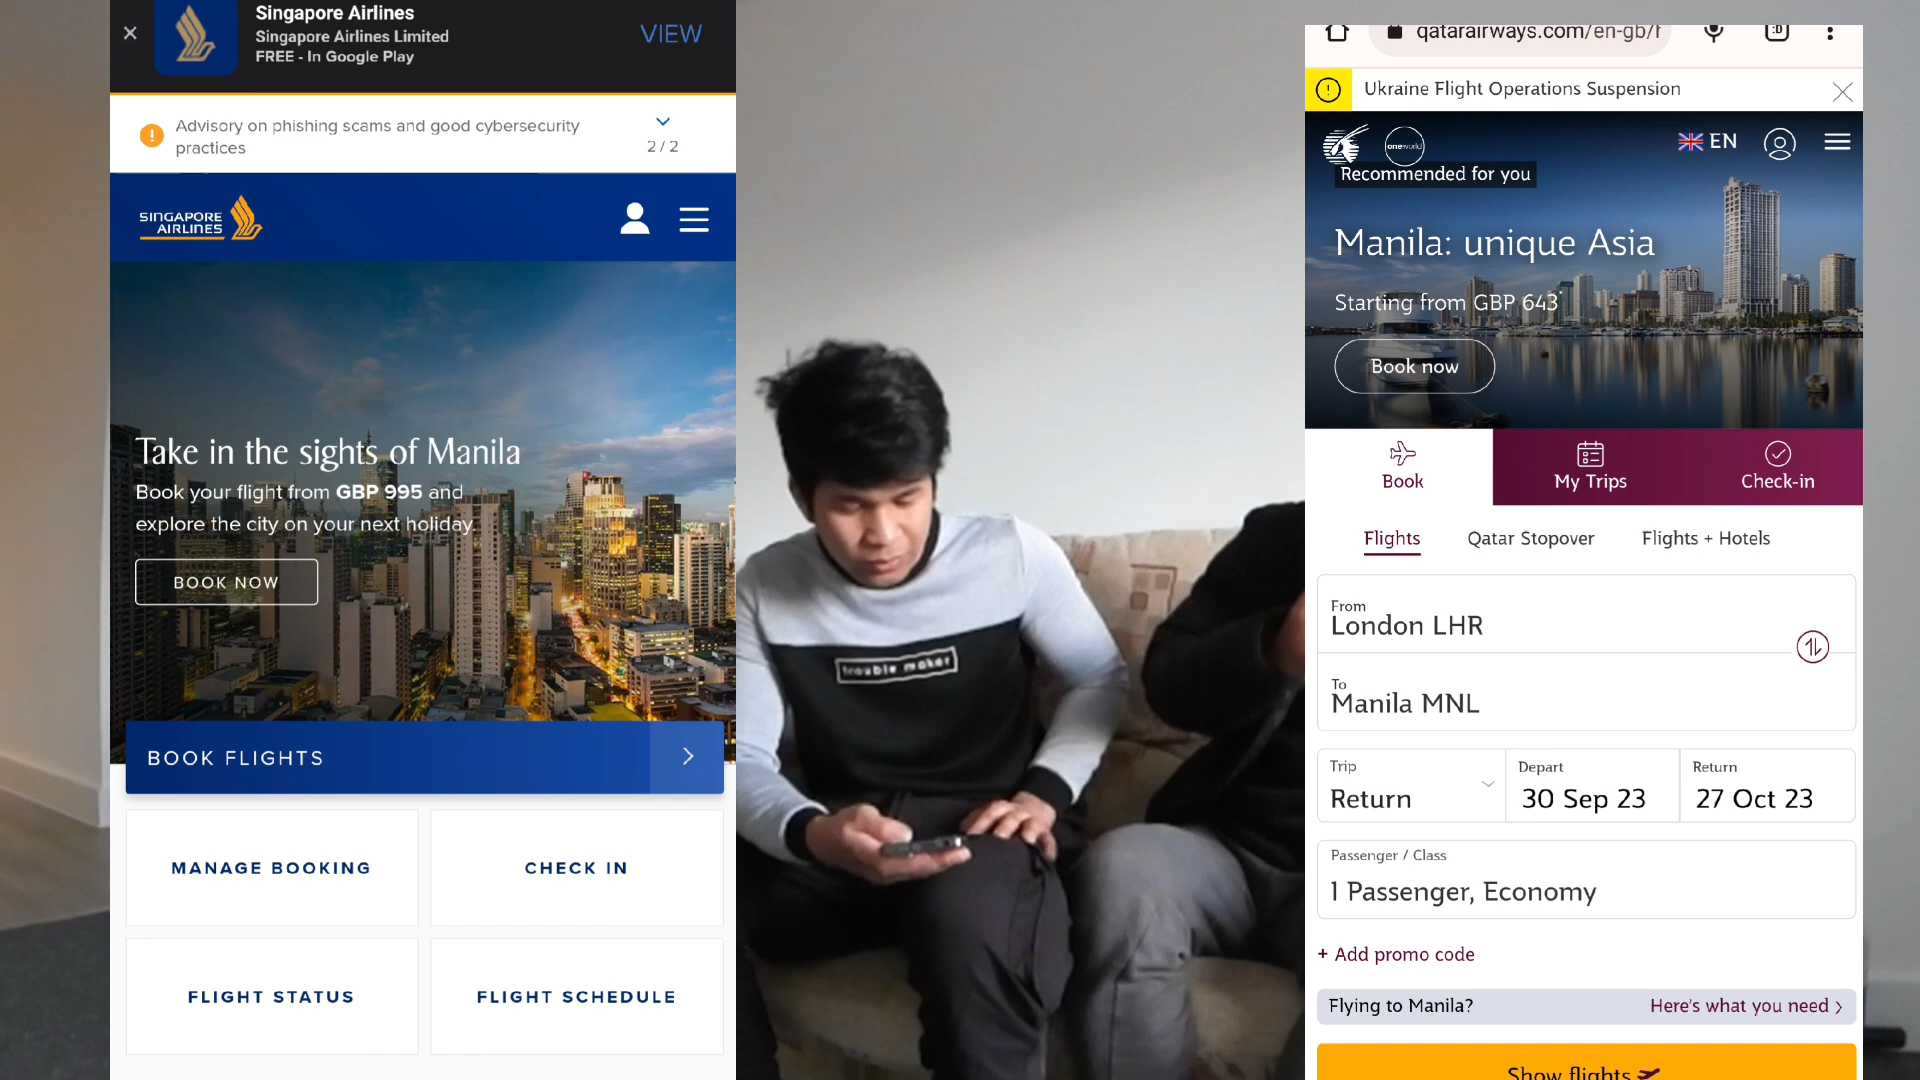 Singapore Airlines
Singapore Airlines Limited
FREE - In Google Play
VIEW
Advisory on phishing scams and good cybersecurity
practices
2 / 2
SINGAPORE
AIRLINES
Take in the sights of Manila
Book your flight from GBP 995 and
explore the city on your next holiday.
BOOK NOW
BOOK FLIGHTS
MANAGE BOOKING
CHECK IN
FLIGHT STATUS
FLIGHT SCHEDULE
trouble maker
qatarairways.com/en-gb/h
:D
Ukraine Flight Operations Suspension
oneworld
EN
Recommended for you
Manila: unique Asia
Starting from GBP 643*
Book now
Book
My Trips
Check-in
Flights
Qatar Stopover
Flights + Hotels
From
London LHR
To
Manila MNL
Trip
Return
Depart
30 Sep 23
Return
27 Oct 23
Passenger / Class
1 Passenger, Economy
+ Add promo code
Flying to Manila?
Here's what you need >
Show flights